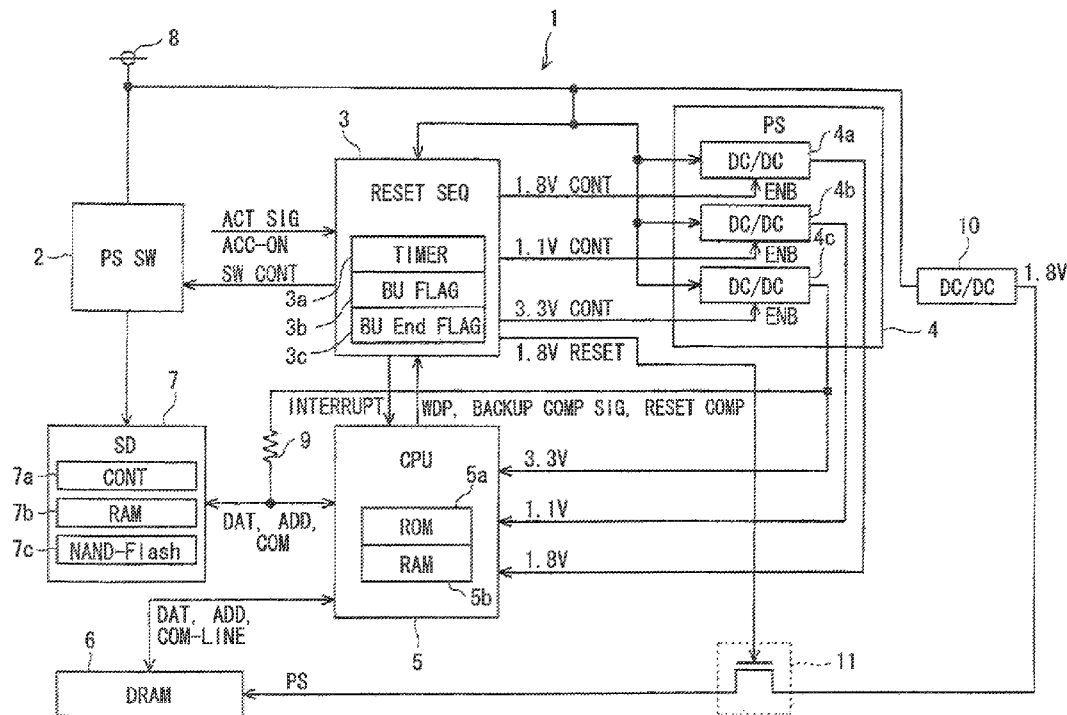 1
8
3
RESET SEQ
PS
4a
DC/DC
ENB
1.8V CONT
4b
DC/DC
4c
ENB
1.1V CONT
DC/DC
ENB
3.3V CONT
1.8V RESET
4
10
DC/DC
1.8V
2
PS SW
ACT SIG
ACC-ON
SW CONT
TIMER
3a
BU FLAG
3b
BU End FLAG
3c
INTERRUPT
WDP, BACKUP COMP SIG, RESET COMP
9
7
SD
7a
CONT
7b
RAM
7c
NAND-Flash
DAT, ADD,
COM
CPU
5a
ROM
RAM
5b
3.3V
1.1V
1.8V
DAT, ADD,
COM-LINE
5
6
DRAM
PS
11